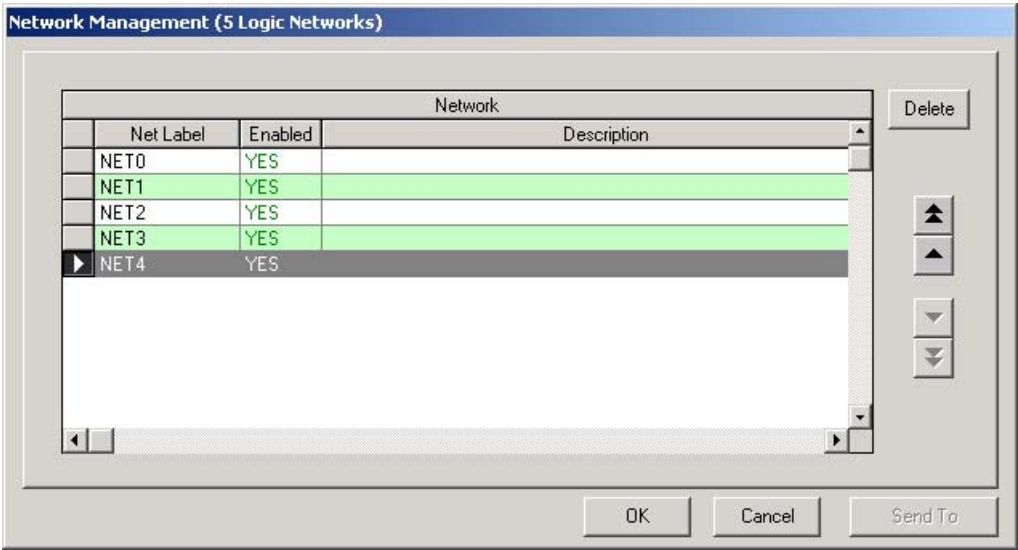 Network Management (5 Logic Networks)
Network
Delete
Net Label Enabled Description
NET0 YES
NET1 YES
NET2 YES
NET3 YES
NET4 YES
OK Cancel Send To